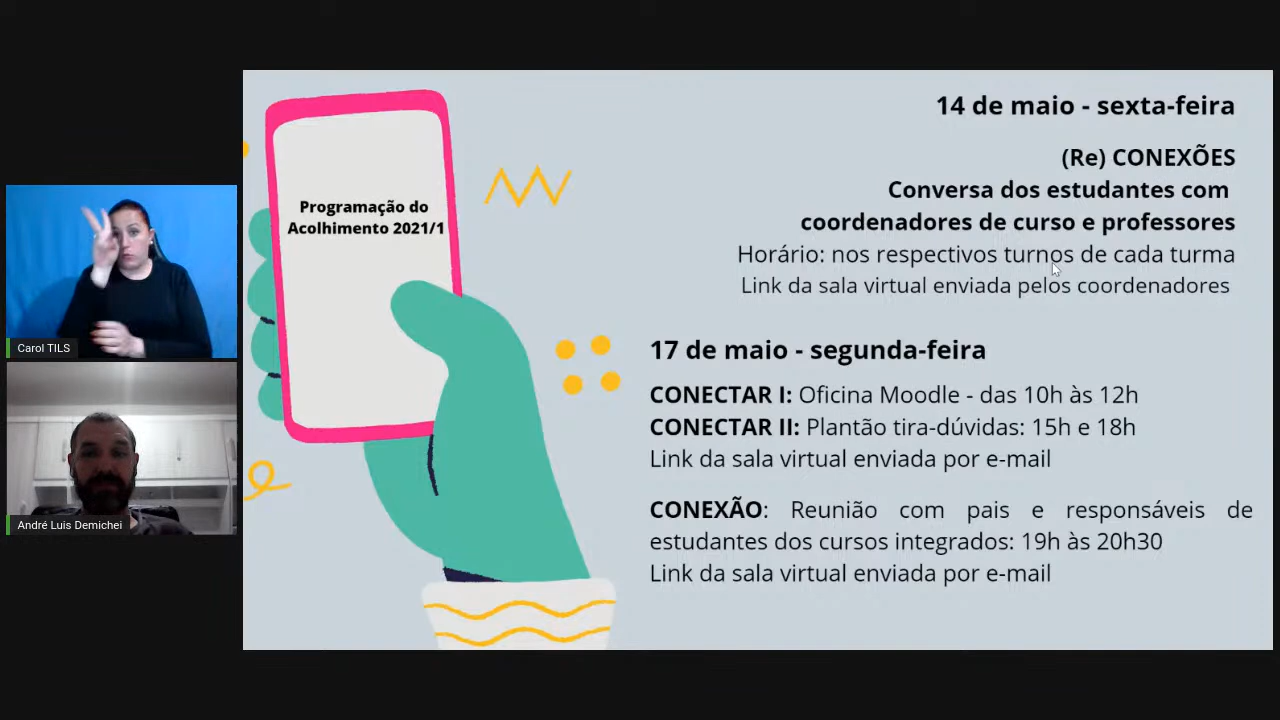 Carol TILS
André Luis Demichei
Programação do
Acolhimento 2021/1
14 de maio - sexta-feira
(Re) CONEXÕES
Conversa dos estudantes com
coordenadores de curso e professores
Horário: nos respectivos turnos de cada turma
Link da sala virtual enviada pelos coordenadores
17 de maio - segunda-feira
CONECTAR I: Oficina Moodle - das 10h às 12h
CONECTAR II: Plantão tira-dúvidas: 15h e 18h
Link da sala virtual enviada por e-mail
CONEXÃO: Reunião com pais e responsáveis de
estudantes dos cursos integrados: 19h às 20h30
Link da sala virtual enviada por e-mail